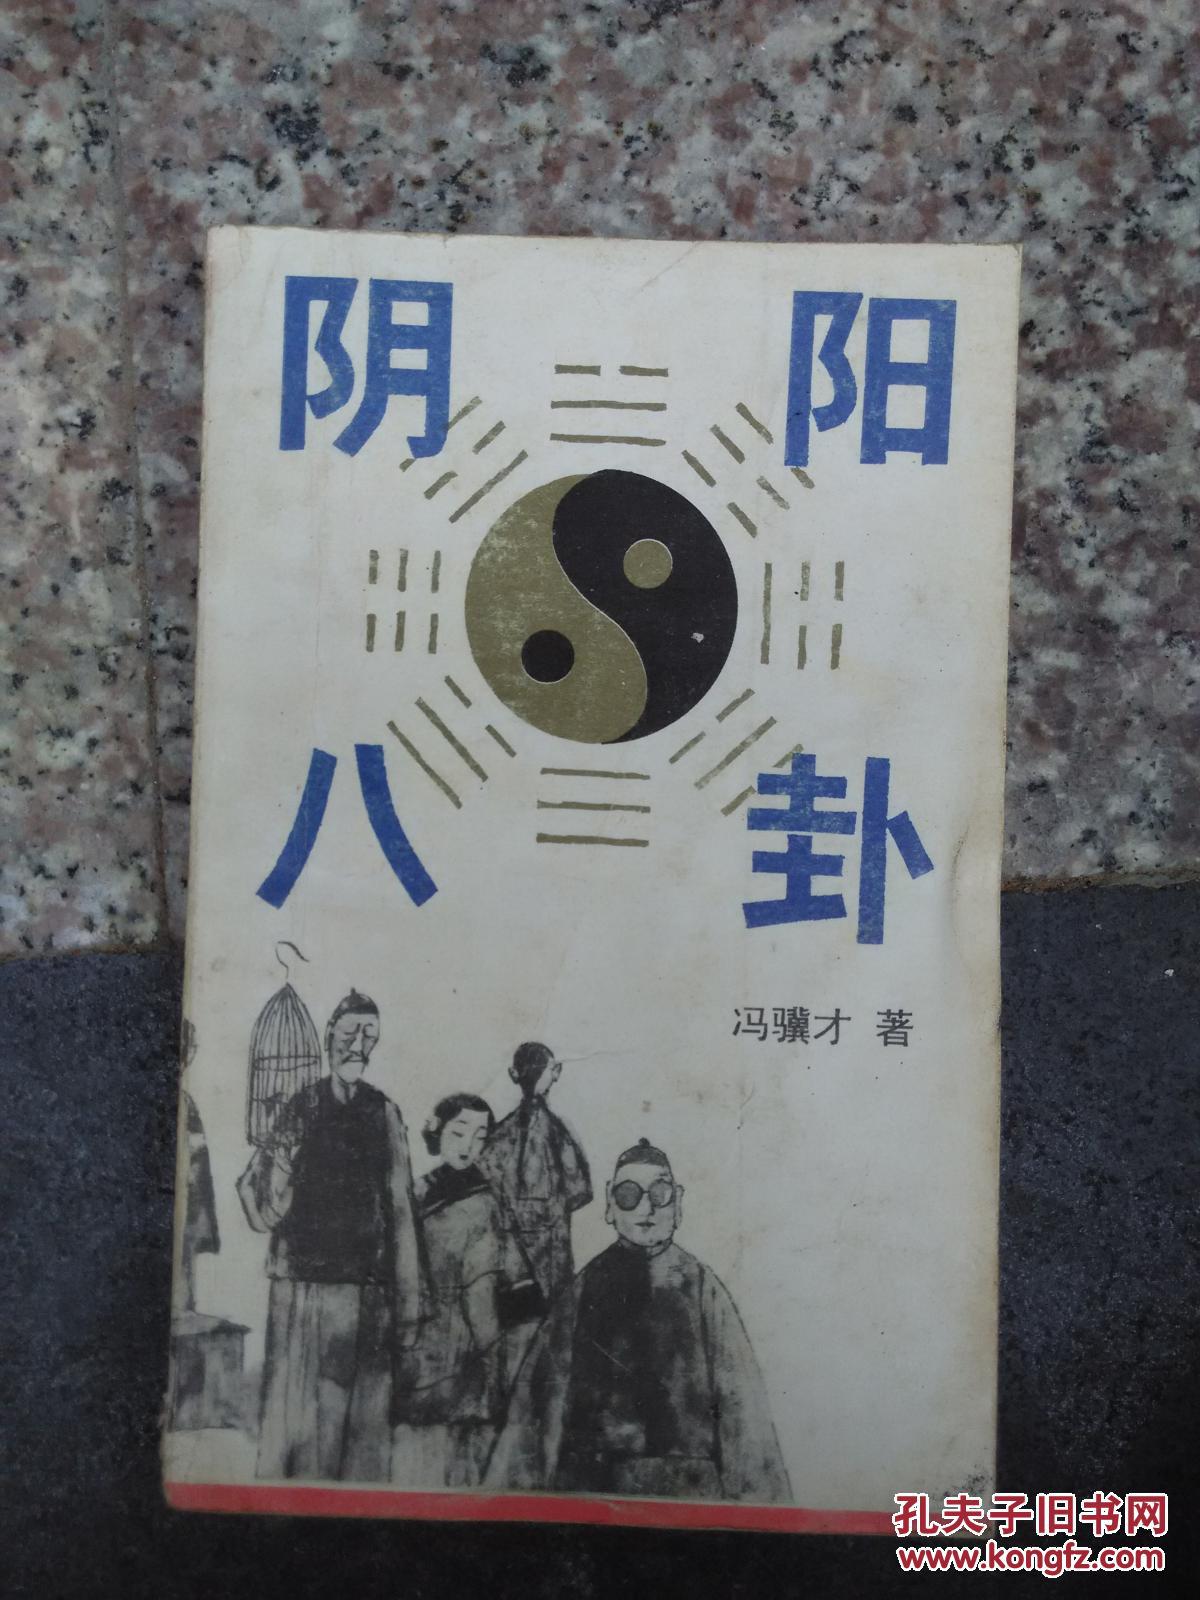 阴阳
八卦
冯骥才 著
孔夫子旧书网
www.kongfz.com